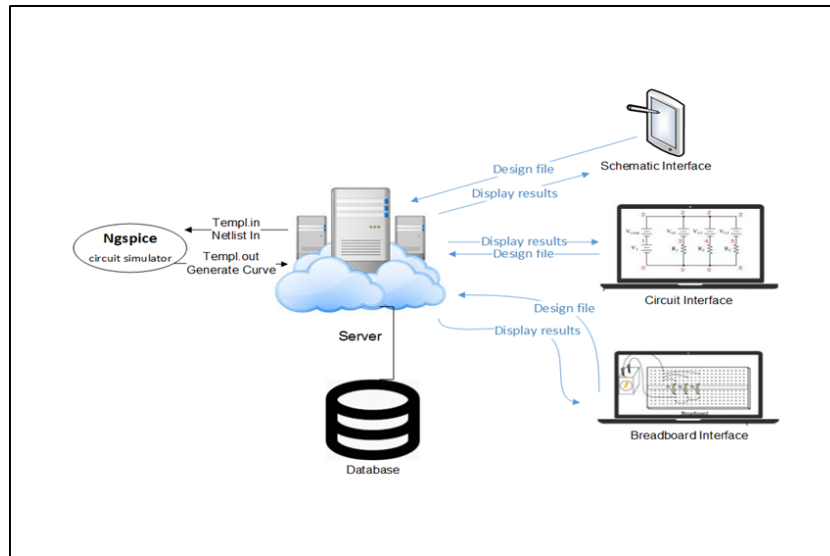 Design file
Display results
Schematic Interface
Templ.in
Netlist In
Ngspice
circuit simulator
Templ.out
Generate Curve
Display results
Design file
Circuit Interface
Design file
Display results
Server
Breadboard
Breadboard Interface
Database